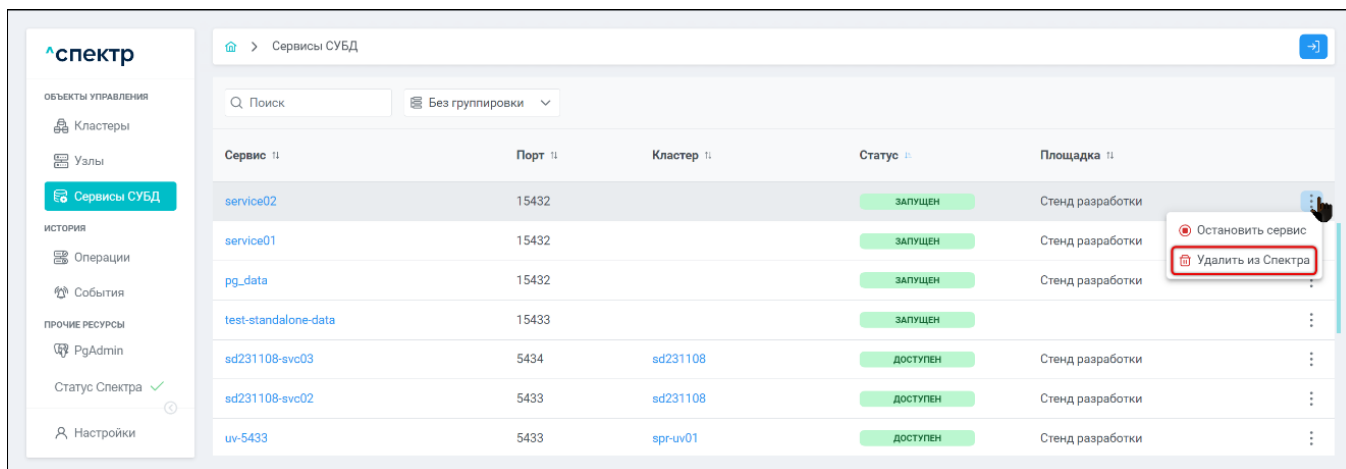 ^спектр
Сервисы СУБД
ОБЪЕКТЫ УПРАВЛЕНИЯ
Кластеры
Узлы
Сервисы СУБД
ИСТОРИЯ
Операции
События
ПРОЧИЕ РЕСУРСЫ
PgAdmin
Статус Спектра
Настройки
Поиск
Без группировки
Сервис Порт Кластер Статус Площадка
service02 15432 ЗАПУЩЕН Стенд разработки
Остановить сервис
Удалить из Спектра
service01 15432 ЗАПУЩЕН Стенд разработки
pg_data 15432 ЗАПУЩЕН Стенд разработки
test-standalone-data 15433 ЗАПУЩЕН
sd231108-svc03 5434 sd231108 ДОСТУПЕН Стенд разработки
sd231108-svc02 5433 sd231108 ДОСТУПЕН Стенд разработки
uv-5433 5433 spr-uv01 ДОСТУПЕН Стенд разработки